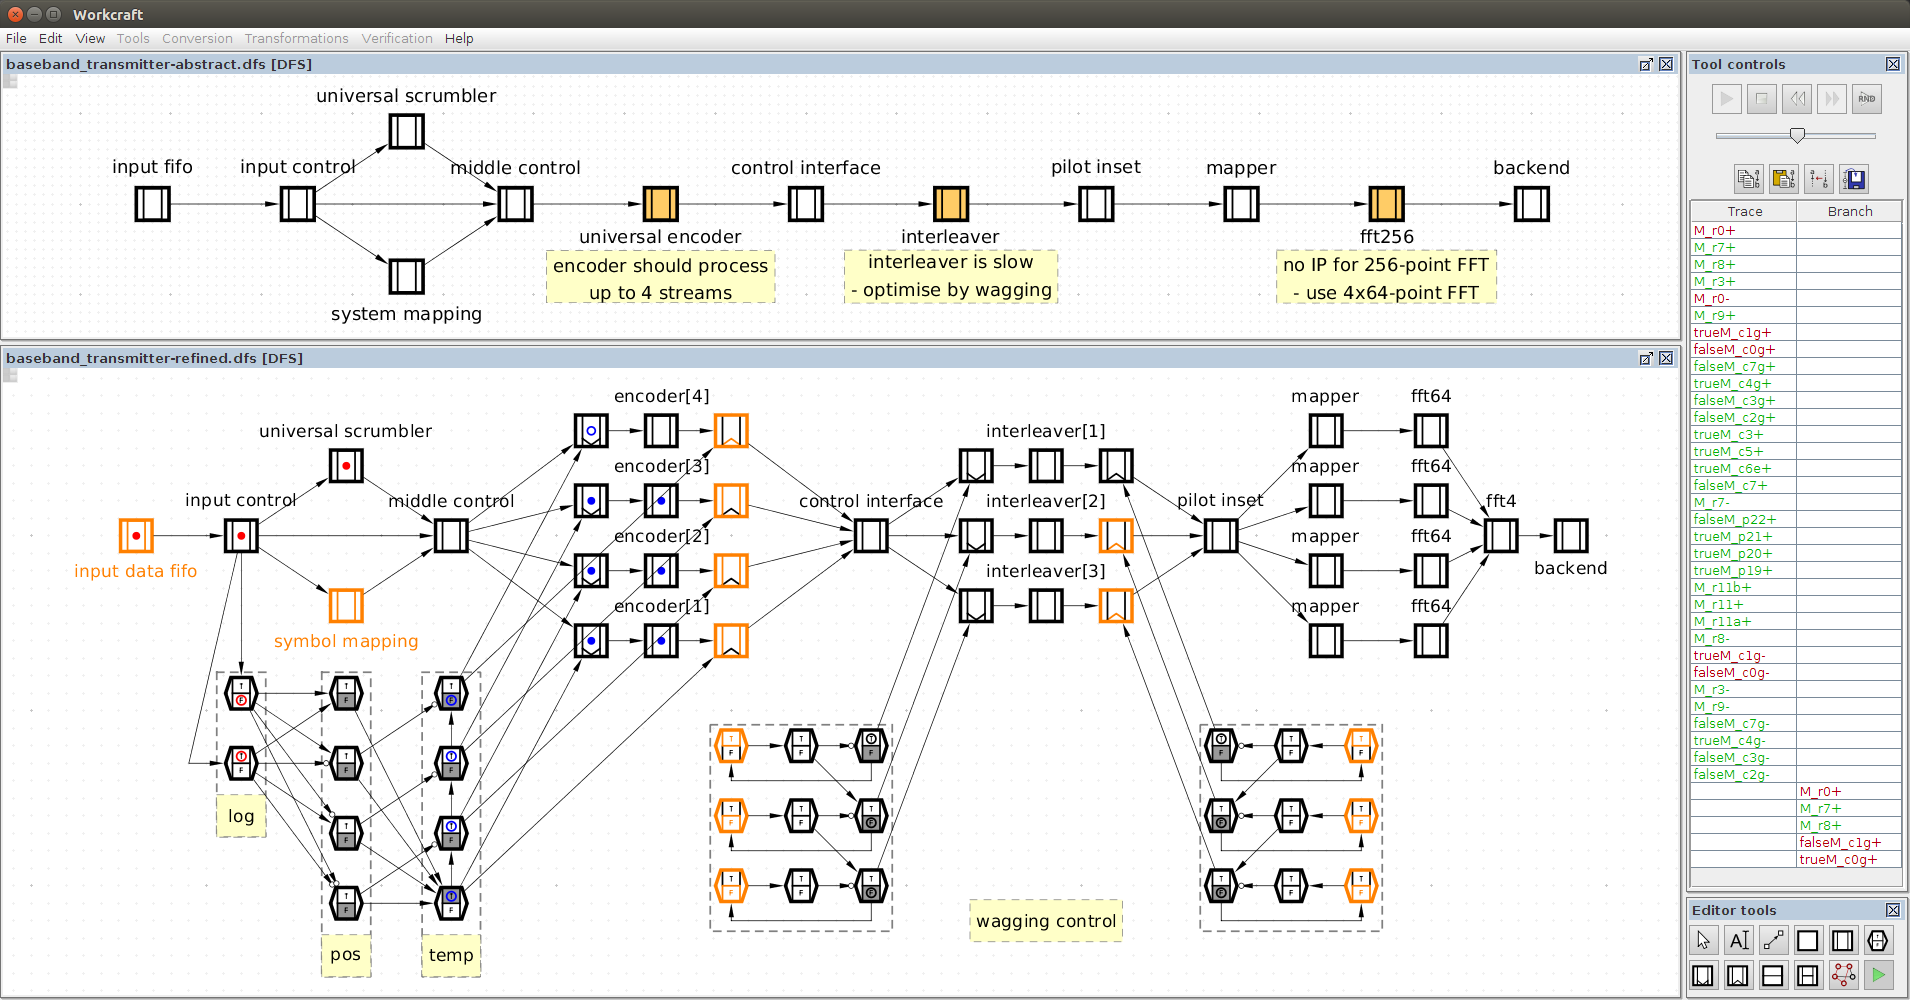 Workcraft
File Edit View Tools Conversion Transformations Verification Help
baseband_transmitter-abstract.dfs [DFS]
universal scrumbler
input fifo
input control
middle control
control interface
pilot inset
mapper
backend
universal encoder
interleaver
fft256
encoder should process
up to 4 streams
interleaver is slow
- optimise by wagging
no IP for 256-point FFT
- use 4x64-point FFT
system mapping
baseband_transmitter-refined.dfs [DFS]
encoder[4]
mapper
fft64
universal scrumbler
interleaver[1]
encoder[3]
mapper
fft64
input control
middle control
control interface
interleaver[2]
pilot inset
fft4
encoder[2]
mapper
fft64
input data fifo
interleaver[3]
backend
encoder[1]
mapper
fft64
symbol mapping
log
pos
temp
wagging control
Tool controls
RND
Trace Branch
M_r0+
M_r7+
M_r8+
M_r3+
M_r0-
M_r9+
trueM_c1g+
falseM_c0g+
falseM_c7g+
trueM_c4g+
falseM_c3g+
falseM_c2g+
trueM_c3+
trueM_c5+
trueM_c6e+
falseM_c7+
M_r7-
falseM_p22+
trueM_p21+
trueM_p20+
trueM_p19+
M_r11b+
M_r11+
M_r11a+
M_r8-
trueM_c1g-
falseM_c0g-
M_r3-
M_r9-
falseM_c7g-
trueM_c4g-
falseM_c3g-
falseM_c2g-
M_r0+
M_r7+
M_r8+
falseM_c1g+
trueM_c0g+
Editor tools